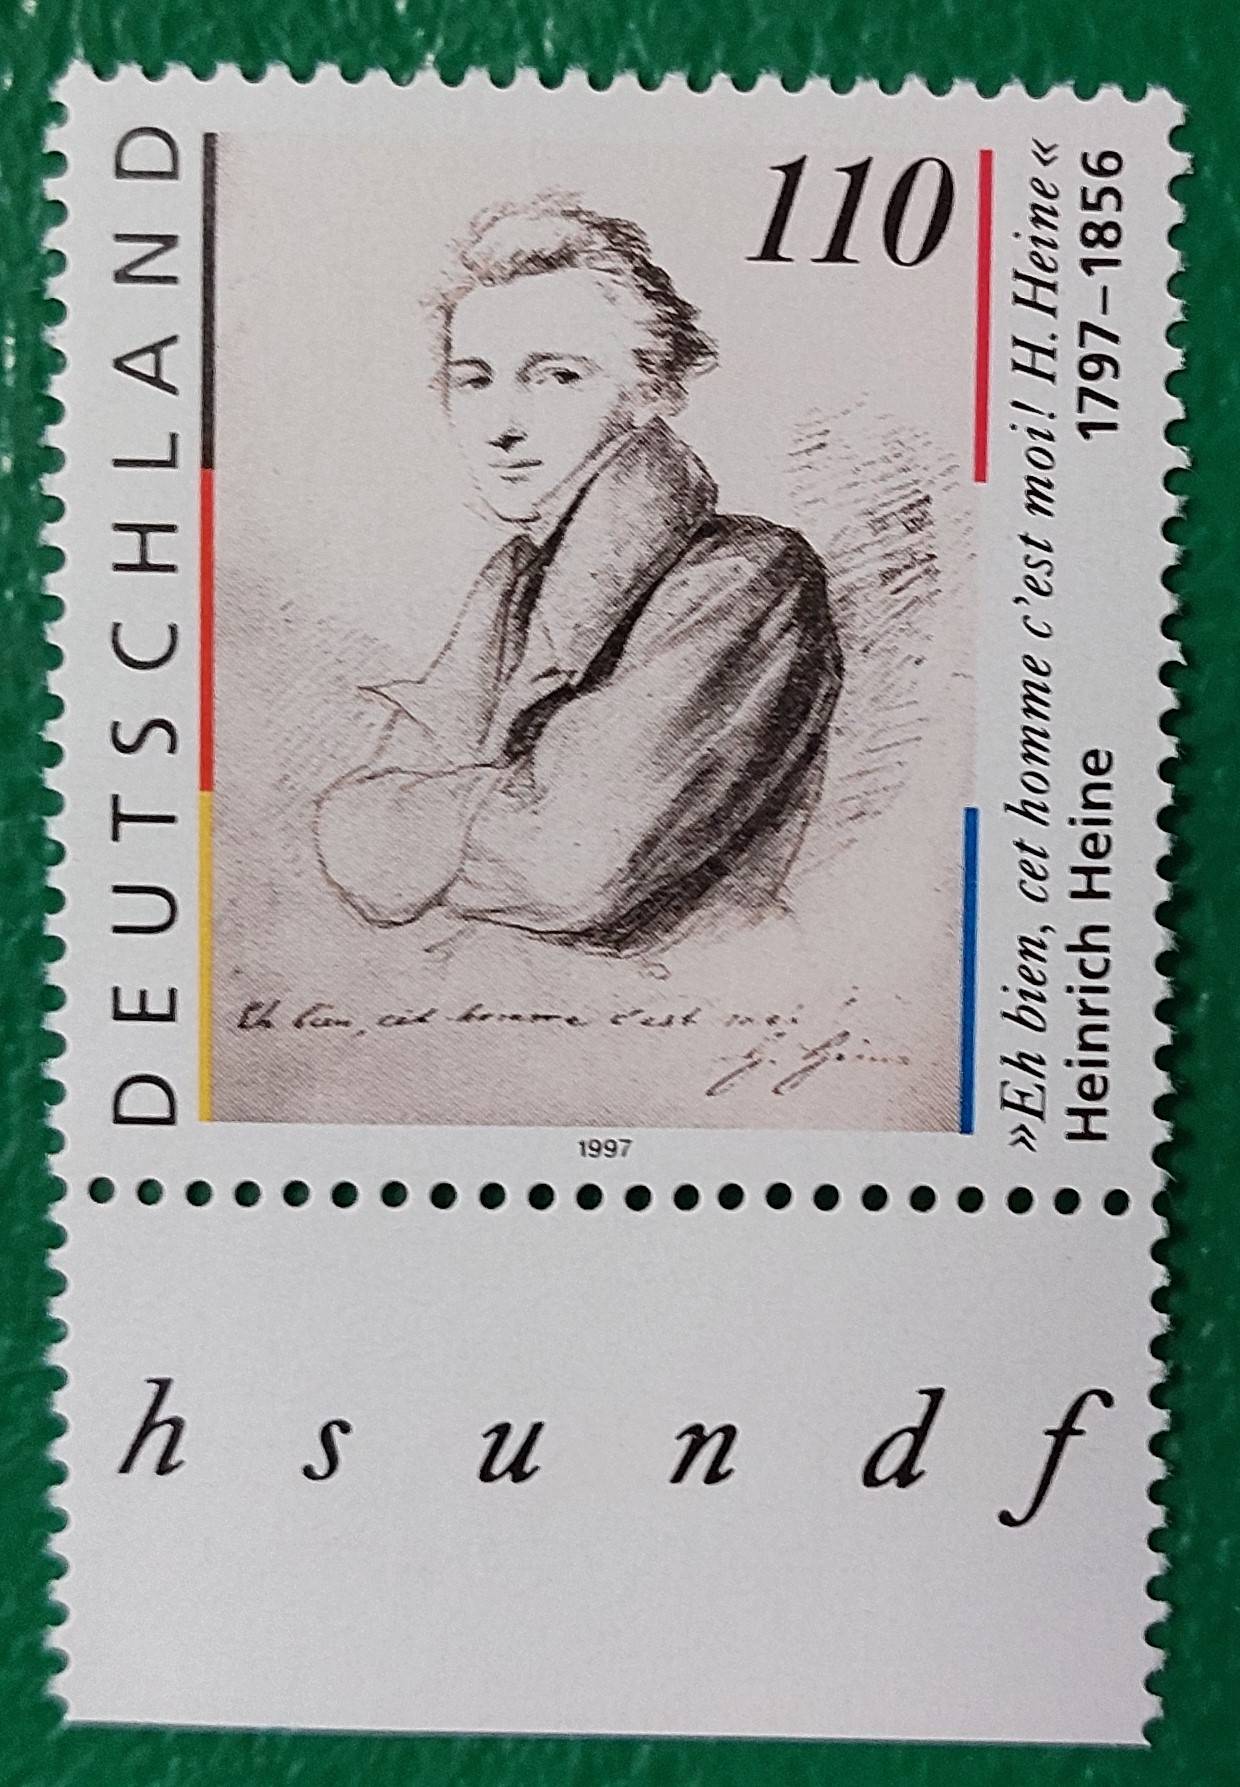 DEUTSCHLAND
110
»Eh bien, cet homme c'est moi! H. Heine«
Heinrich Heine 1797–1856
Eh bien, cet homme c'est moi!
H. Heine
1997
h s u n d f